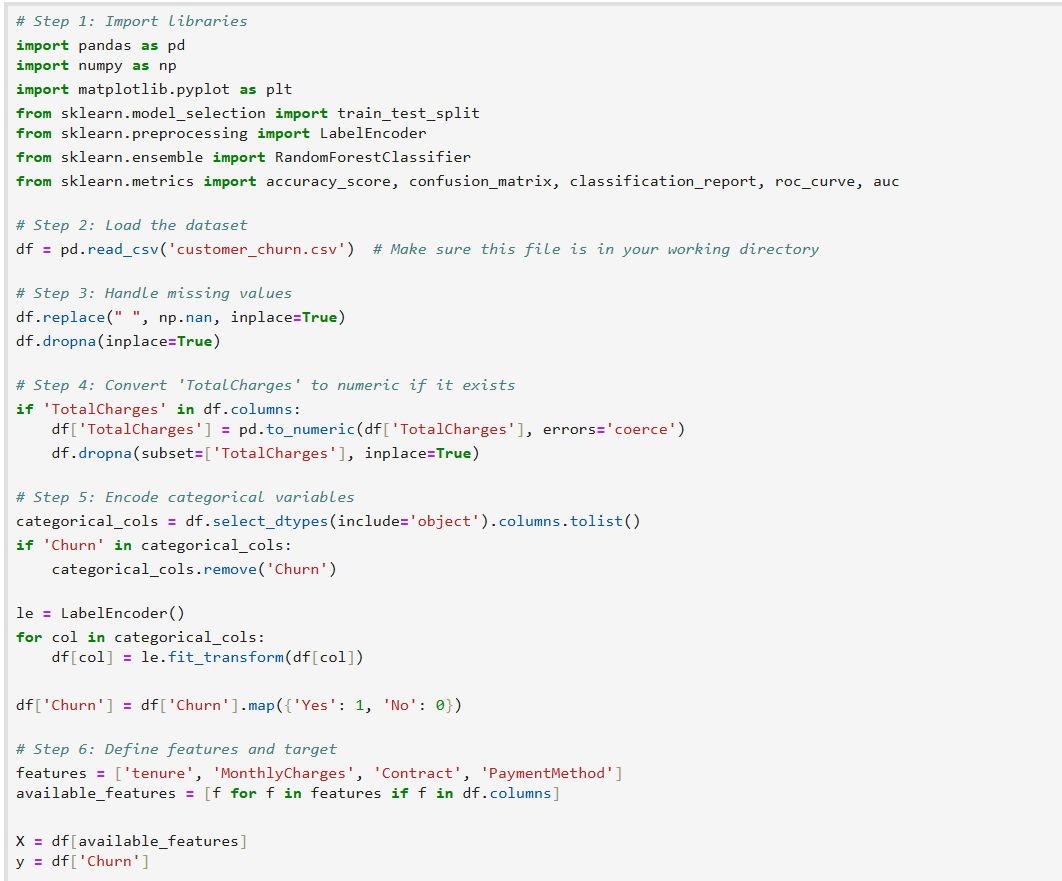 # Step 1: Import libraries
import pandas as pd
import numpy as np
import matplotlib.pyplot as plt
from sklearn.model_selection import train_test_split
from sklearn.preprocessing import LabelEncoder
from sklearn.ensemble import RandomForestClassifier
from sklearn.metrics import accuracy_score, confusion_matrix, classification_report, roc_curve, auc
# Step 2: Load the dataset
df = pd.read_csv('customer_churn.csv')  # Make sure this file is in your working directory
# Step 3: Handle missing values
df.replace(" ", np.nan, inplace=True)
df.dropna(inplace=True)
# Step 4: Convert 'TotalCharges' to numeric if it exists
if 'TotalCharges' in df.columns:
    df['TotalCharges'] = pd.to_numeric(df['TotalCharges'], errors='coerce')
    df.dropna(subset=['TotalCharges'], inplace=True)
# Step 5: Encode categorical variables
categorical_cols = df.select_dtypes(include='object').columns.tolist()
if 'Churn' in categorical_cols:
    categorical_cols.remove('Churn')
le = LabelEncoder()
for col in categorical_cols:
    df[col] = le.fit_transform(df[col])
df['Churn'] = df['Churn'].map({'Yes': 1, 'No': 0})
# Step 6: Define features and target
features = ['tenure', 'MonthlyCharges', 'Contract', 'PaymentMethod']
available_features = [f for f in features if f in df.columns]
X = df[available_features]
y = df['Churn']